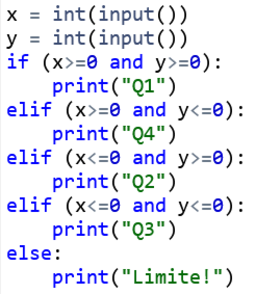 x = int(input())
y = int(input())
if (x>=0 and y>=0):
    print("Q1")
elif (x>=0 and y<=0):
    print("Q4")
elif (x<=0 and y>=0):
    print("Q2")
elif (x<=0 and y<=0):
    print("Q3")
else:
    print("Limite!")